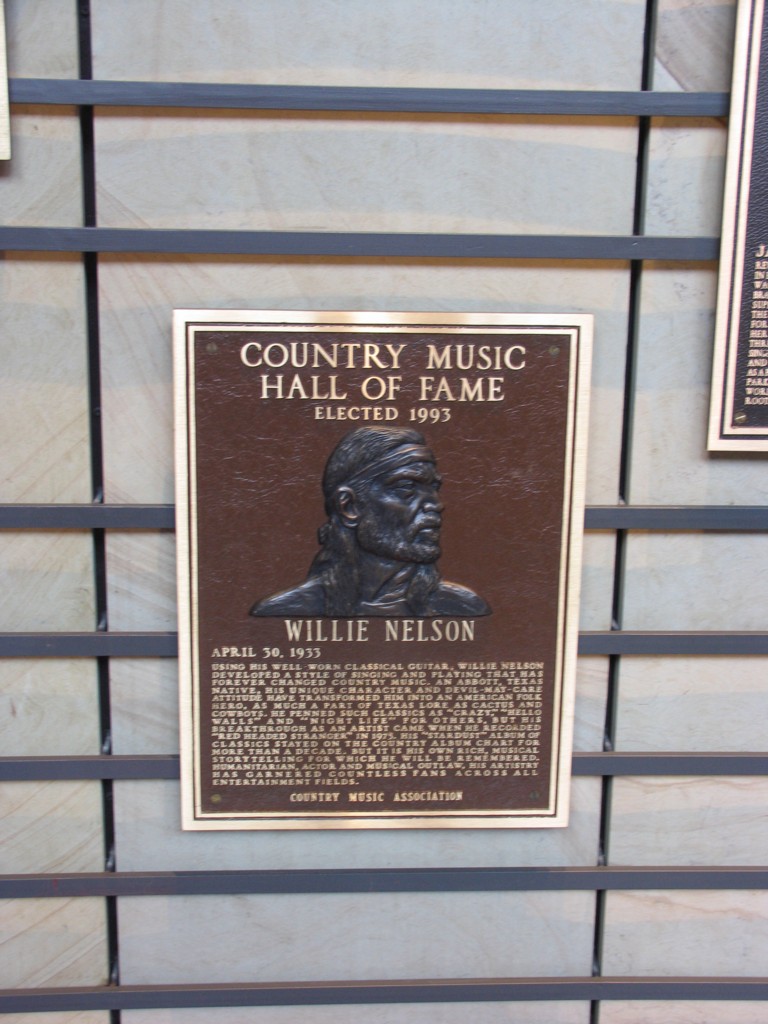 COUNTRY MUSIC
HALL OF FAME
ELECTED 1993
WILLIE NELSON
APRIL 30, 1933
USING HIS WELL-WORN CLASSICAL GUITAR, WILLIE NELSON
DEVELOPED A STYLE OF SINGING AND PLAYING THAT HAS
FOREVER CHANGED COUNTRY MUSIC. AN ABBOTT, TEXAS
NATIVE, HIS UNIQUE CHARACTER AND DEVIL-MAY-CARE
ATTITUDE HAVE TRANSFORMED HIM INTO AN AMERICAN FOLK
HERO, AS MUCH A PART OF TEXAS LORE AS CACTUS AND
COWBOYS. HE PENNED SUCH CLASSICS AS "CRAZY," "HELLO
WALLS" AND "NIGHT LIFE" FOR OTHERS, BUT HIS
BREAKTHROUGH AS AN ARTIST CAME WHEN HE RECORDED
"RED HEADED STRANGER" IN 1975. HIS "STARDUST" ALBUM OF
CLASSICS STAYED ON THE COUNTRY ALBUM CHART FOR
MORE THAN A DECADE, BUT IT IS HIS OWN RICH, MUSICAL
STORYTELLING FOR WHICH HE WILL BE REMEMBERED.
HUMANITARIAN, ACTOR AND MUSICAL OUTLAW, HIS ARTISTRY
HAS GARNERED COUNTLESS FANS ACROSS ALL
ENTERTAINMENT FIELDS.
COUNTRY MUSIC ASSOCIATION